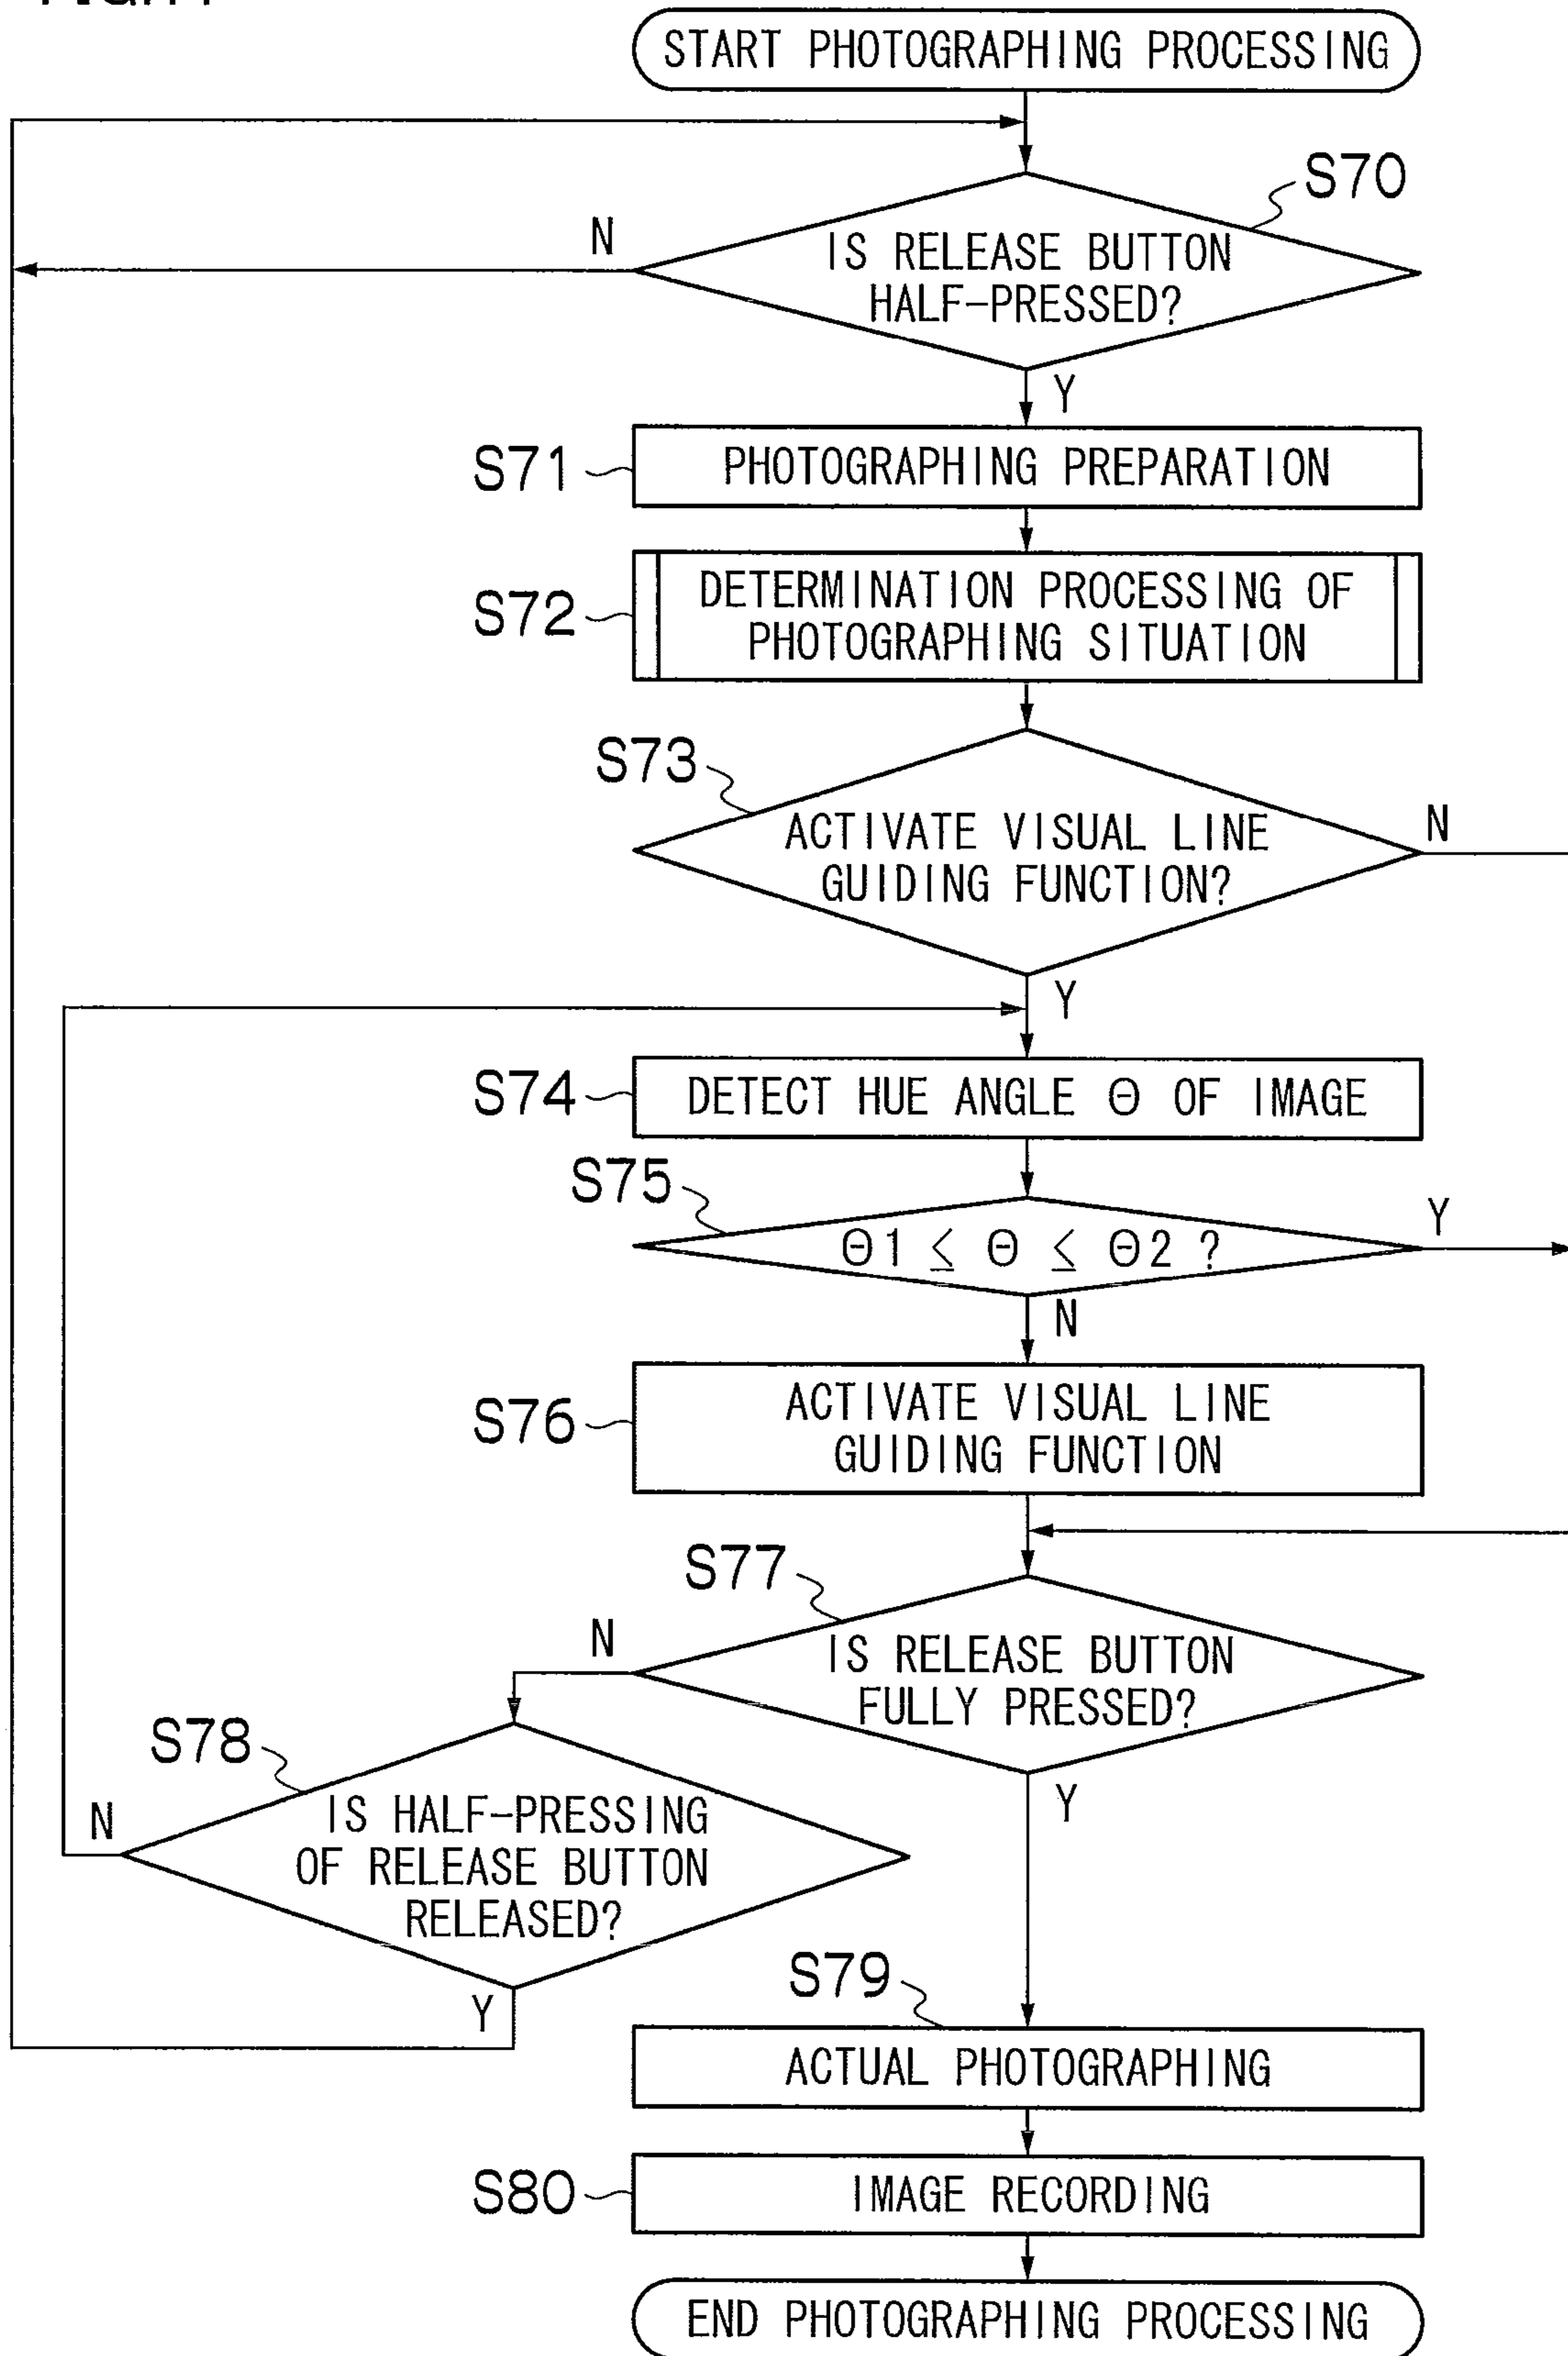 START PHOTOGRAPHING PROCESSING
S70
N
IS RELEASE BUTTON
HALF-PRESSED?
Y
S71
PHOTOGRAPHING PREPARATION
S72
DETERMINATION PROCESSING OF
PHOTOGRAPHING SITUATION
S73
ACTIVATE VISUAL LINE
GUIDING FUNCTION?
N
Y
S74
DETECT HUE ANGLE Θ OF IMAGE
S75
Θ1 ≤ Θ ≤ Θ2 ?
Y
N
S76
ACTIVATE VISUAL LINE
GUIDING FUNCTION
S77
N
IS RELEASE BUTTON
FULLY PRESSED?
Y
S78
N
IS HALF-PRESSING
OF RELEASE BUTTON
RELEASED?
Y
S79
ACTUAL PHOTOGRAPHING
S80
IMAGE RECORDING
END PHOTOGRAPHING PROCESSING